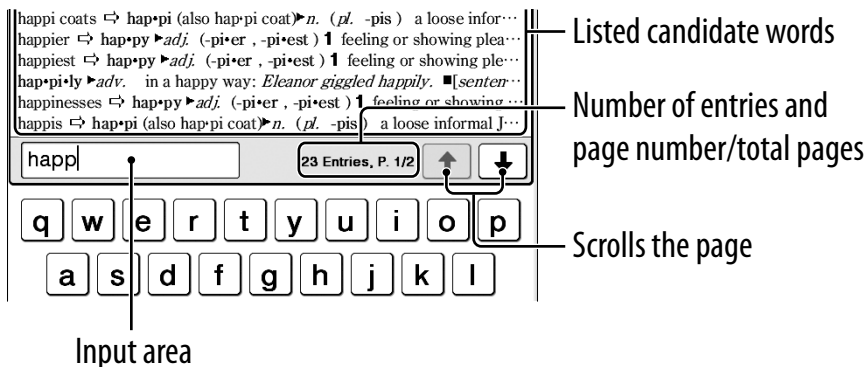 happi coats ⇨ hap•pi (also hap•pi coat)▶n. (pl. -pis ) a loose infor···
happier ⇨ hap•py ▶adj. (-pi•er , -pi•est ) 1 feeling or showing plea···
happiest ⇨ hap•py ▶adj. (-pi•er , -pi•est ) 1 feeling or showing ple···
hap•pi•ly ▶adv. in a happy way: Eleanor giggled happily. ■[senten···
happinesses ⇨ hap•py ▶adj. (-pi•er , -pi•est ) 1 feeling or showing ···
happis ⇨ hap•pi (also hap•pi coat)▶n. (pl. -pis ) a loose informal J···
happ
23 Entries, P. 1/2
q w e r t y u i o p
a s d f g h j k l
Listed candidate words
Number of entries and
page number/total pages
Scrolls the page
Input area